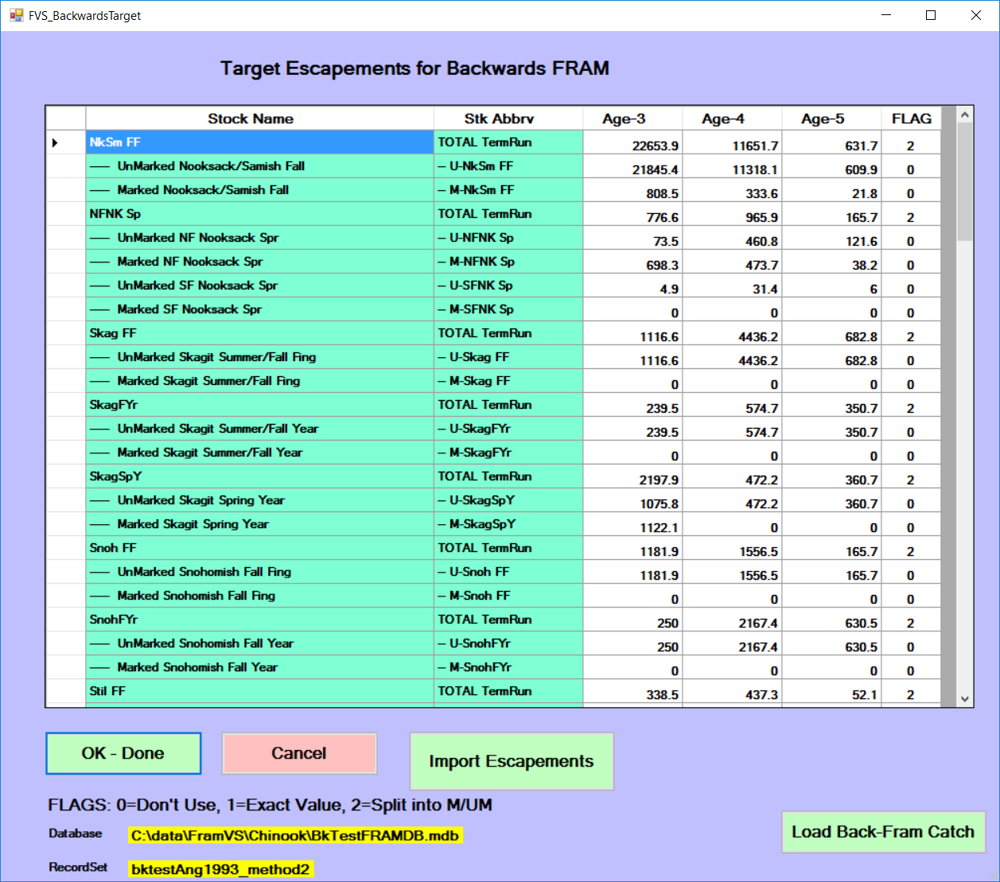 FVS_BackwardsTarget
Target Escapements for Backwards FRAM
Stock Name Stk Abbrv Age-3 Age-4 Age-5 FLAG
NkSm FF TOTAL TermRun 22653.9 11651.7 631.7 2
---- UnMarked Nooksack/Samish Fall -- U-NkSm FF 21845.4 11318.1 609.9 0
---- Marked Nooksack/Samish Fall -- M-NkSm FF 808.5 333.6 21.8 0
NFNK Sp TOTAL TermRun 776.6 965.9 165.7 2
---- UnMarked NF Nooksack Spr -- U-NFNK Sp 73.5 460.8 121.6 0
---- Marked NF Nooksack Spr -- M-NFNK Sp 698.3 473.7 38.2 0
---- UnMarked SF Nooksack Spr -- U-SFNK Sp 4.9 31.4 6 0
---- Marked SF Nooksack Spr -- M-SFNK Sp 0 0 0 0
Skag FF TOTAL TermRun 1116.6 4436.2 682.8 2
---- UnMarked Skagit Summer/Fall Fing -- U-Skag FF 1116.6 4436.2 682.8 0
---- Marked Skagit Summer/Fall Fing -- M-Skag FF 0 0 0 0
SkagFYr TOTAL TermRun 239.5 574.7 350.7 2
---- UnMarked Skagit Summer/Fall Year -- U-SkagFYr 239.5 574.7 350.7 0
---- Marked Skagit Summer/Fall Year -- M-SkagFYr 0 0 0 0
SkagSpY TOTAL TermRun 2197.9 472.2 360.7 2
---- UnMarked Skagit Spring Year -- U-SkagSpY 1075.8 472.2 360.7 0
---- Marked Skagit Spring Year -- M-SkagSpY 1122.1 0 0 0
Snoh FF TOTAL TermRun 1181.9 1556.5 165.7 2
---- UnMarked Snohomish Fall Fing -- U-Snoh FF 1181.9 1556.5 165.7 0
---- Marked Snohomish Fall Fing -- M-Snoh FF 0 0 0 0
SnohFYr TOTAL TermRun 250 2167.4 630.5 2
---- UnMarked Snohomish Fall Year -- U-SnohFYr 250 2167.4 630.5 0
---- Marked Snohomish Fall Year -- M-SnohFYr 0 0 0 0
Stil FF TOTAL TermRun 338.5 437.3 52.1 2
OK - Done Cancel Import Escapements
FLAGS: 0=Don't Use, 1=Exact Value, 2=Split into M/UM
Database C:\data\FramVS\Chinook\BkTestFRAMDB.mdb
Load Back-Fram Catch
RecordSet bktestAng1993_method2